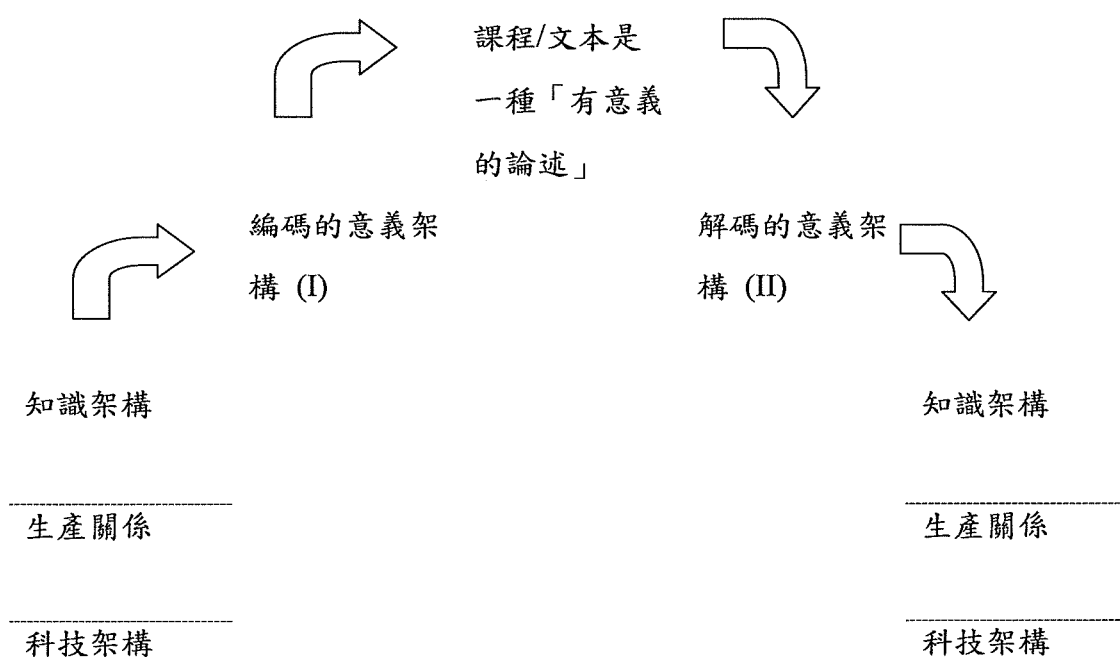 課程/文本是
一種「有意義
的論述」
編碼的意義架
構 (I)
解碼的意義架
構 (II)
知識架構
知識架構
生產關係
生產關係
科技架構
科技架構